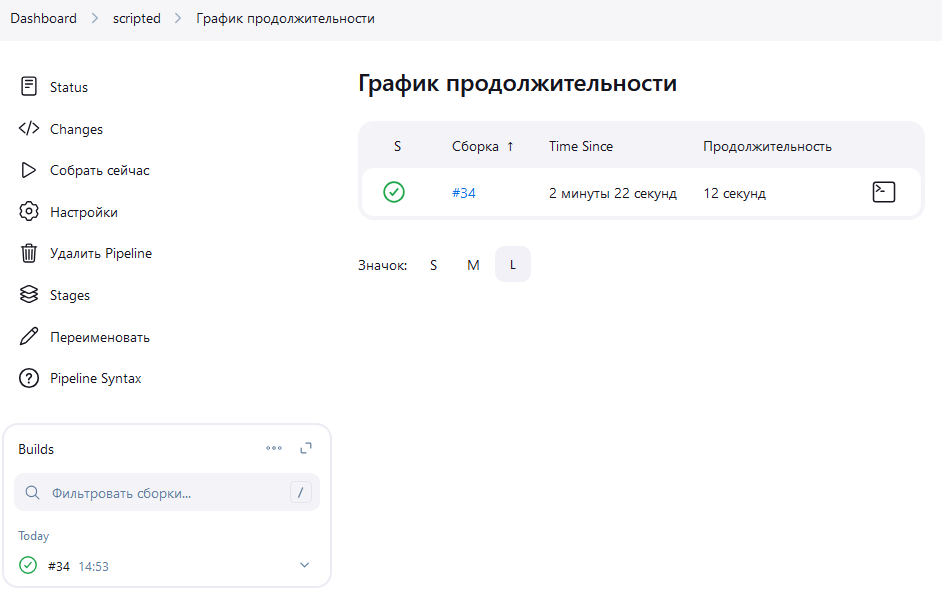 Dashboard > scripted > График продолжительности
Status
Changes
Собрать сейчас
Настройки
Удалить Pipeline
Stages
Переименовать
Pipeline Syntax
Builds
Фильтровать сборки... /
Today
#34 14:53
График продолжительности
S Сборка ↑ Time Since Продолжительность
#34 2 минуты 22 секунд 12 секунд
Значок: S M L